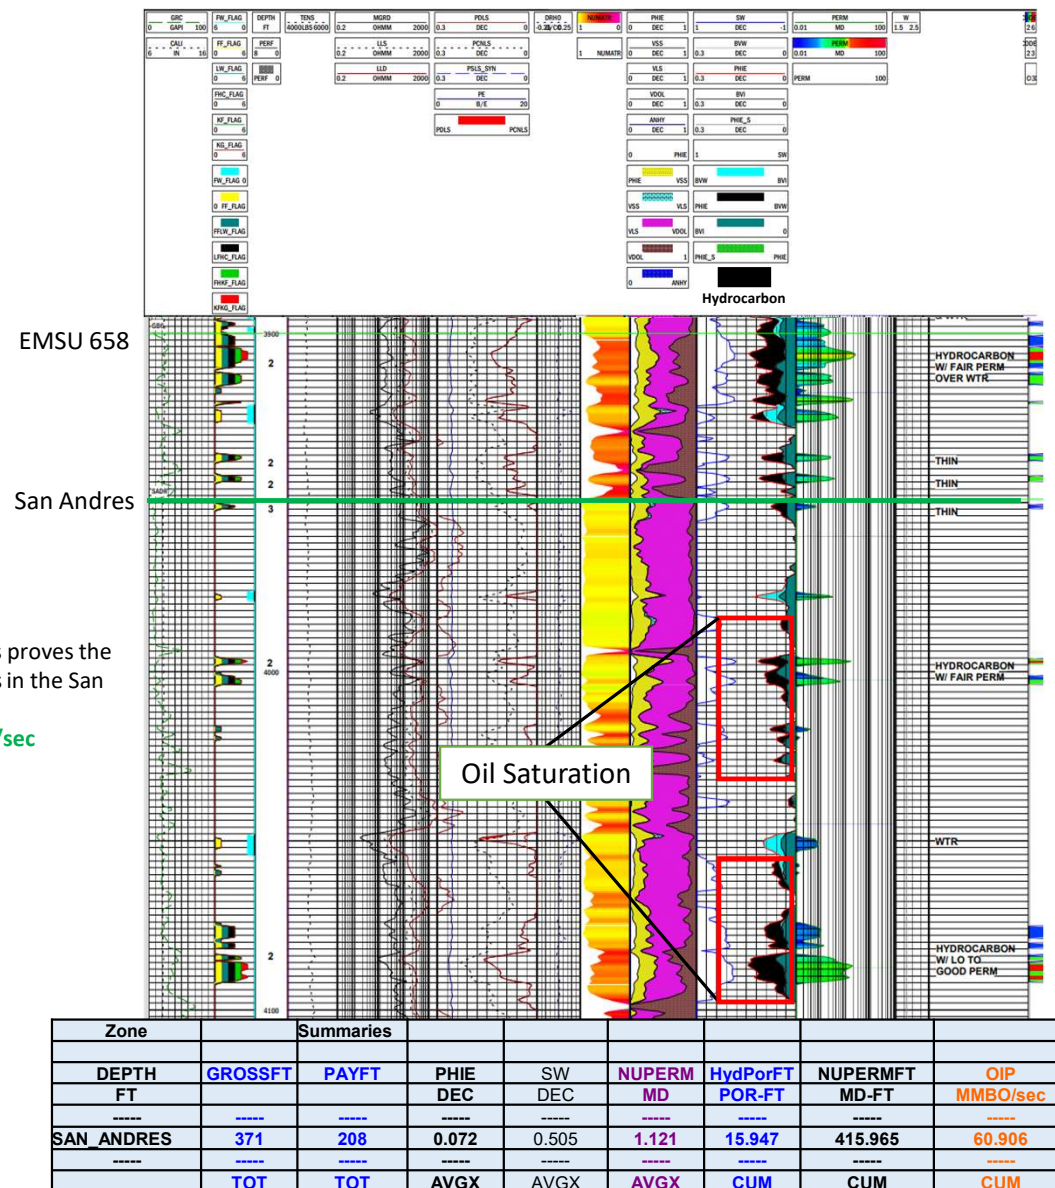 GRC FW_FLAG DEPTH TENS MGRD PDLS DRHO NUMATR PHIE SW PERM W
0 GAPI 100 6 0 FT 4000LBS6000 0.2 OHMM 2000 0.3 DEC 0 1 0 0 DEC 1 1 DEC -1 0.01 MD 100 1.5 2.5
CALI FF_FLAG PERF LLS PCNLS VSS BVW PERM
6 IN 16 0 6 8 0 0.2 OHMM 2000 0.3 DEC 0 1 NUMATR 0 DEC 1 0.3 DEC 0 0.01 MD 100
LW_FLAG LLD PSLS_SYN VLS PHIE
0 6 PERF 0 0.2 OHMM 2000 0.3 DEC 0 0 DEC 1 0.3 DEC 0 PERM 100
FHC_FLAG PE VDOL BVI
0 6 0 B/E 20 0 DEC 1 0.3 DEC 0
KF_FLAG ANHY PHIE_S
0 6 PDLS PCNLS 0 DEC 1 0.3 DEC 0
KG_FLAG
0 6 0 PHIE 1 SW
FW_FLAG 0 PHIE VSS BVW BVI
0 FF_FLAG VSS VLS PHIE BVW
FFLW_FLAG VLS VDOL BVI 0
LFHC_FLAG VDOL 1 PHIE_S PHIE
FHKF_FLAG 0 ANHY
KFKG_FLAG Hydrocarbon
EMSU 658
3900
2
HYDROCARBON
W/ FAIR PERM
OVER WTR
2
THIN
2
THIN
San Andres
3
THIN
s proves the
s in the San
/sec
2
4000
HYDROCARBON
W/ FAIR PERM
Oil Saturation
WTR
2
HYDROCARBON
W/ LO TO
GOOD PERM
4100
Zone Summaries
DEPTH GROSSFT PAYFT PHIE SW NUPERM HydPorFT NUPERMFT OIP
FT DEC DEC MD POR-FT MD-FT MMBO/sec
----- ----- ----- ----- ----- ----- ----- ----- -----
SAN_ANDRES 371 208 0.072 0.505 1.121 15.947 415.965 60.906
----- ----- ----- ----- ----- ----- ----- ----- -----
TOT TOT AVGX AVGX AVGX CUM CUM CUM